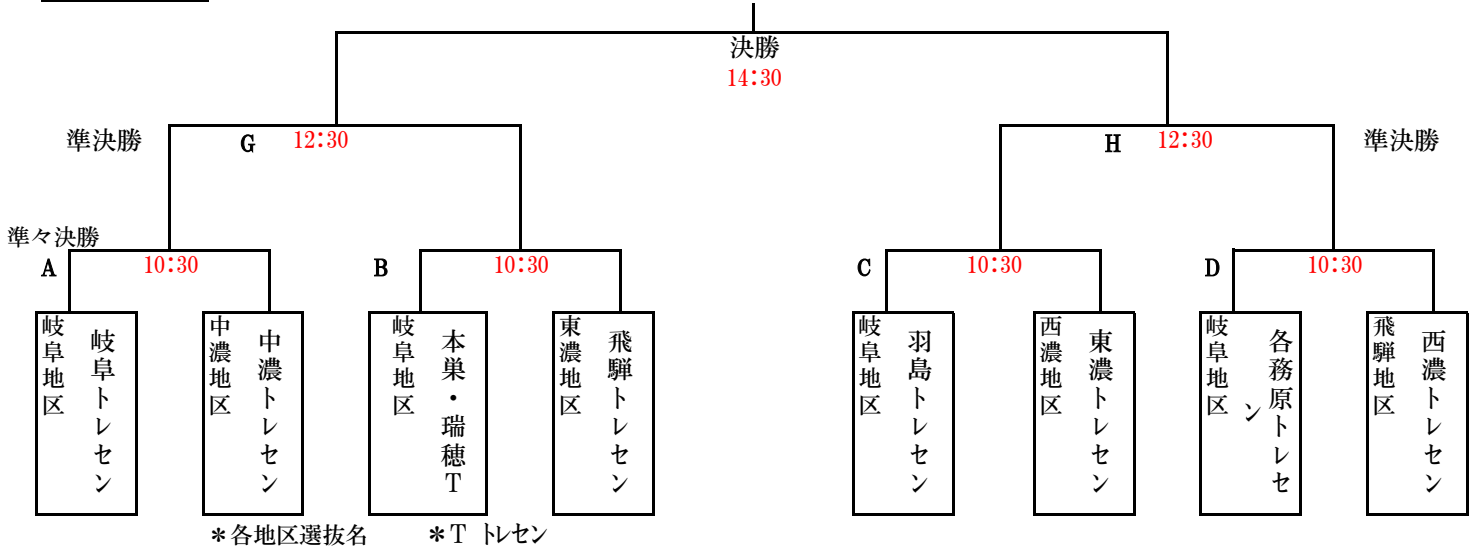 決勝
14:30
準決勝
G
12:30
H
12:30
準決勝
準々決勝
A
10:30
B
10:30
C
10:30
D
10:30
岐阜地区
岐阜トレセン
中濃地区
中濃トレセン
岐阜地区
本巣・瑞穂T
東濃地区
飛騨トレセン
岐阜地区
羽島トレセン
西濃地区
東濃トレセン
岐阜地区
各務原トレセ
ン
飛騨地区
西濃トレセン
＊各地区選抜名
＊T トレセン